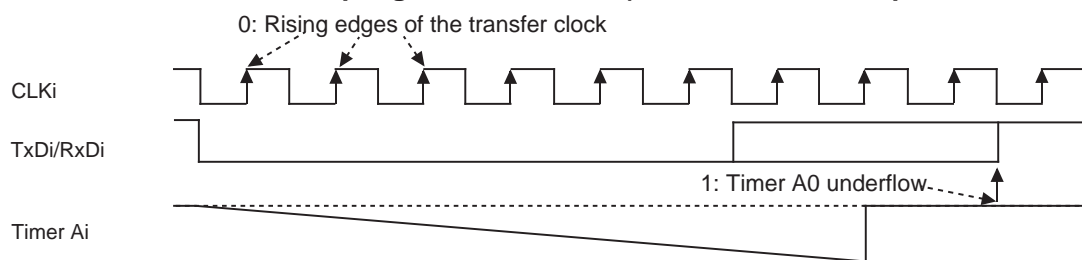 0: Rising edges of the transfer clock
CLKi
TxDi/RxDi
1: Timer A0 underflow
Timer Ai